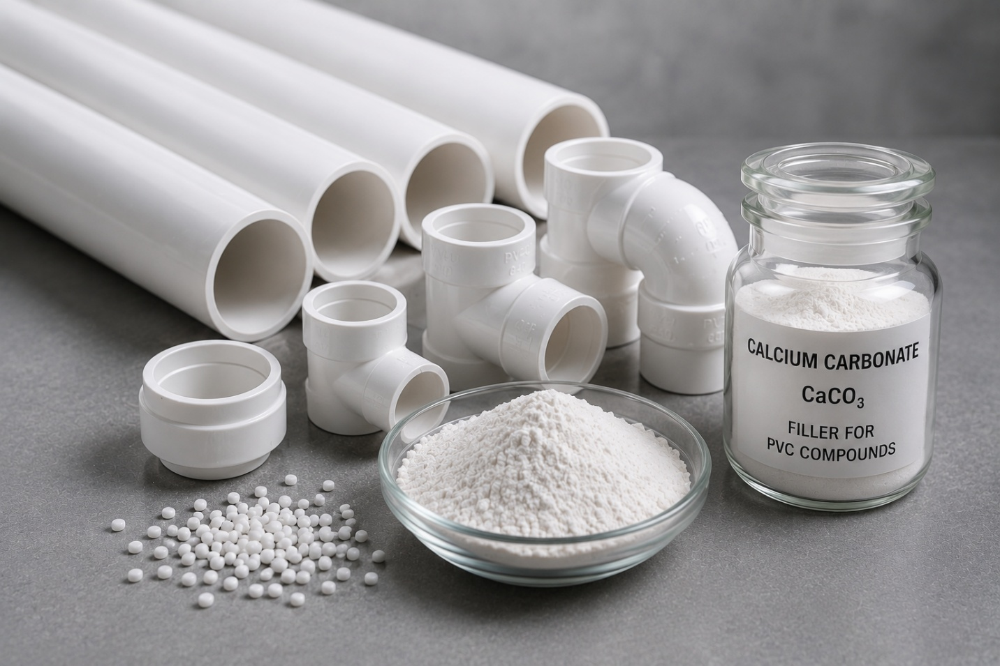 CALCIUM CARBONATE
CaCO₃
FILLER FOR
PVC COMPOUNDS